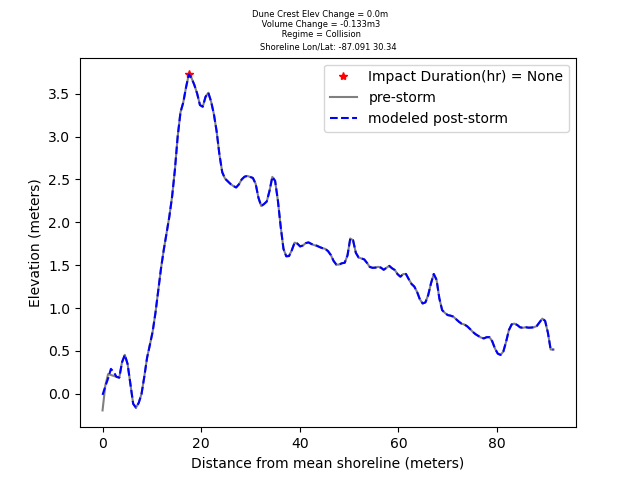 Dune Crest Elev Change = 0.0m
Volume Change = -0.133m3
Regime = Collision
Shoreline Lon/Lat: -87.091 30.34
Impact Duration(hr) = None
pre-storm
modeled post-storm
Elevation (meters)
3.5
3.0
2.5
2.0
1.5
1.0
0.5
0.0
0 20 40 60 80
Distance from mean shoreline (meters)